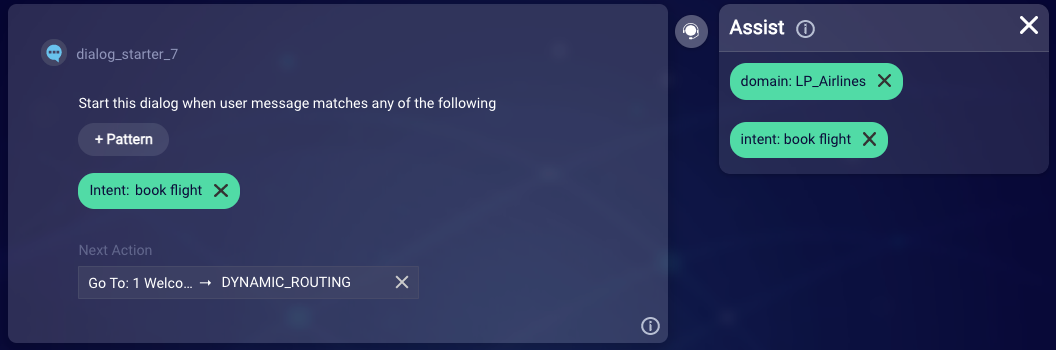 dialog_starter_7
Start this dialog when user message matches any of the following
+ Pattern
Intent: book flight
Next Action
Go To: 1 Welco... → DYNAMIC_ROUTING
Assist
domain: LP_Airlines
intent: book flight